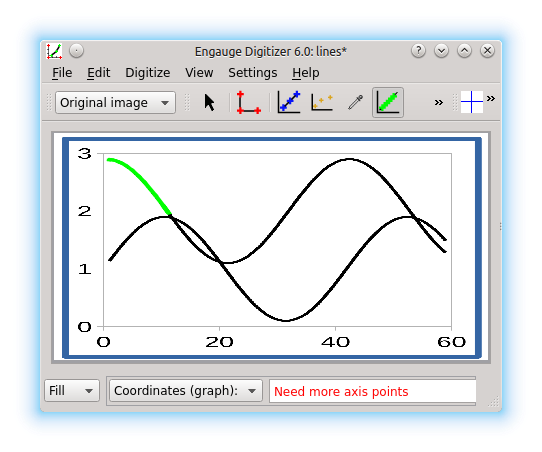 Engauge Digitizer 6.0: lines*
File Edit Digitize View Settings Help
Original image » »
3
2
1
0
0 20 40 60
Fill Coordinates (graph): Need more axis points